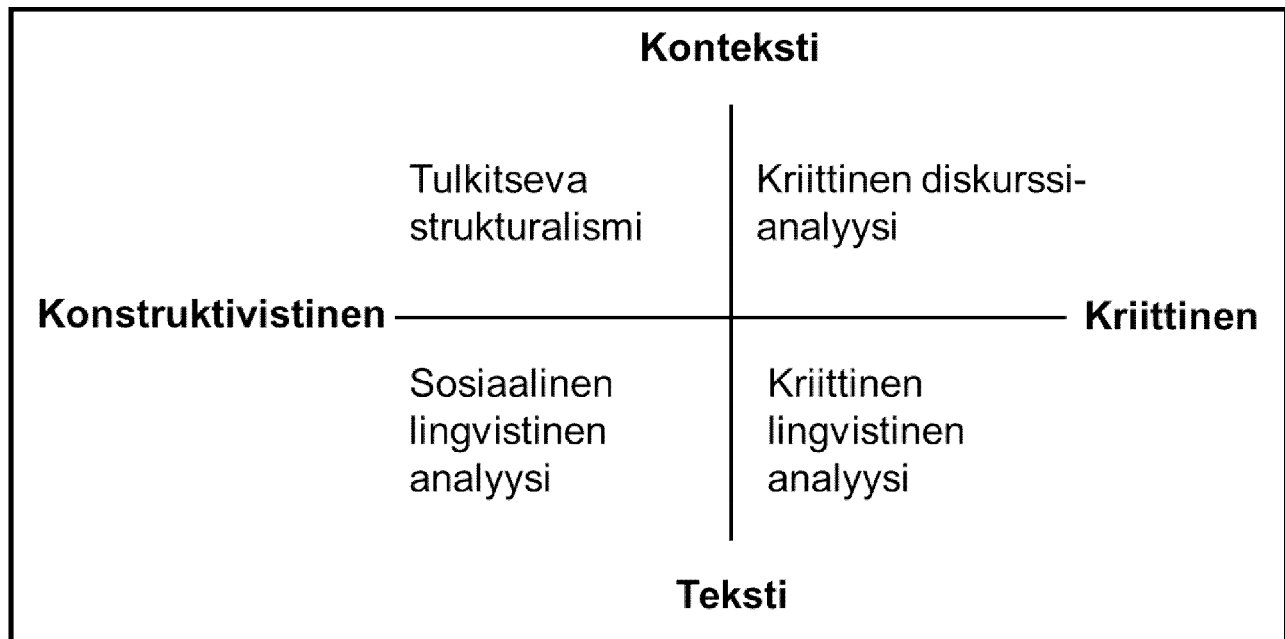 Konteksti
Tulkitseva
strukturalismi
Kriittinen diskurssi-
analyysi
Konstruktivistinen
Kriittinen
Sosiaalinen
lingvistinen
analyysi
Kriittinen
lingvistinen
analyysi
Teksti